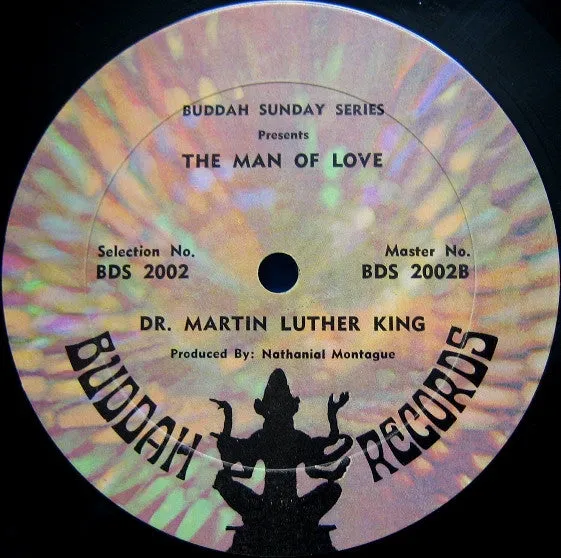 BUDDAH SUNDAY SERIES
Presents
THE MAN OF LOVE
Selection No.
BDS 2002
Master No.
BDS 2002B
DR. MARTIN LUTHER KING
Produced By: Nathanial Montague
BUDDAH RECORDS